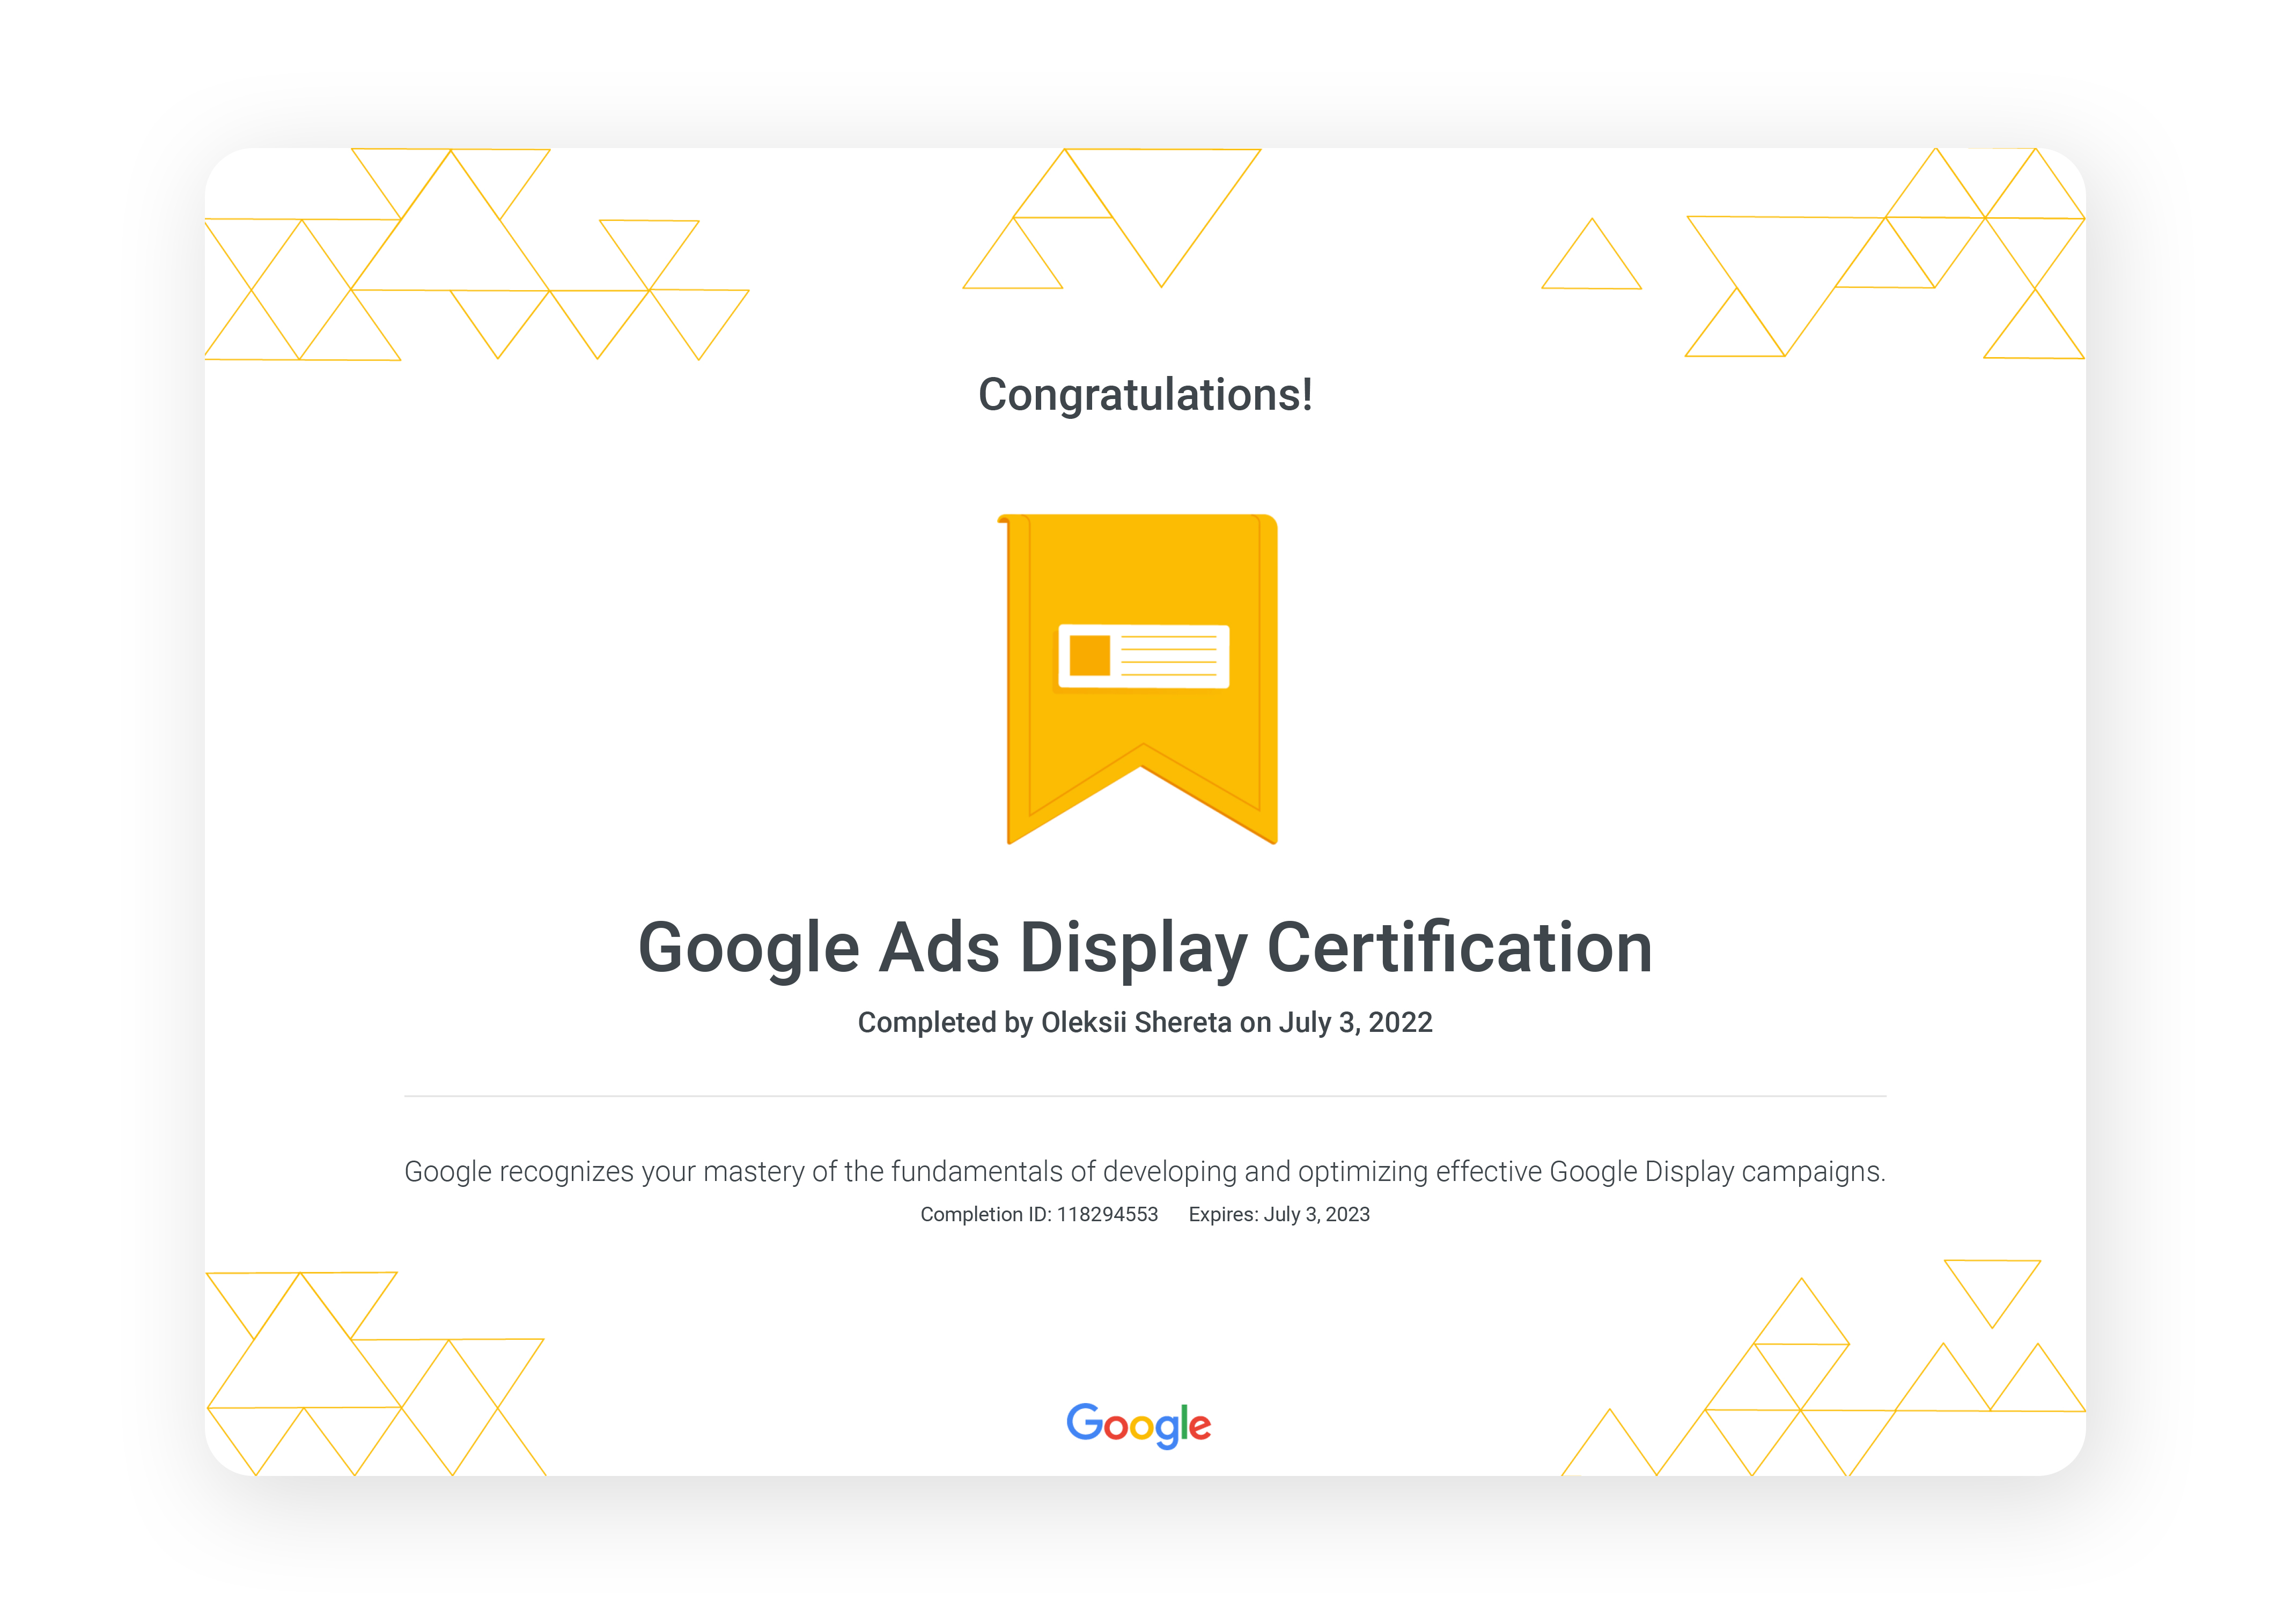 Congratulations!
Google Ads Display Certification
Completed by Oleksii Shereta on July 3, 2022
Google recognizes your mastery of the fundamentals of developing and optimizing effective Google Display campaigns.
Completion ID: 118294553 Expires: July 3, 2023
Google